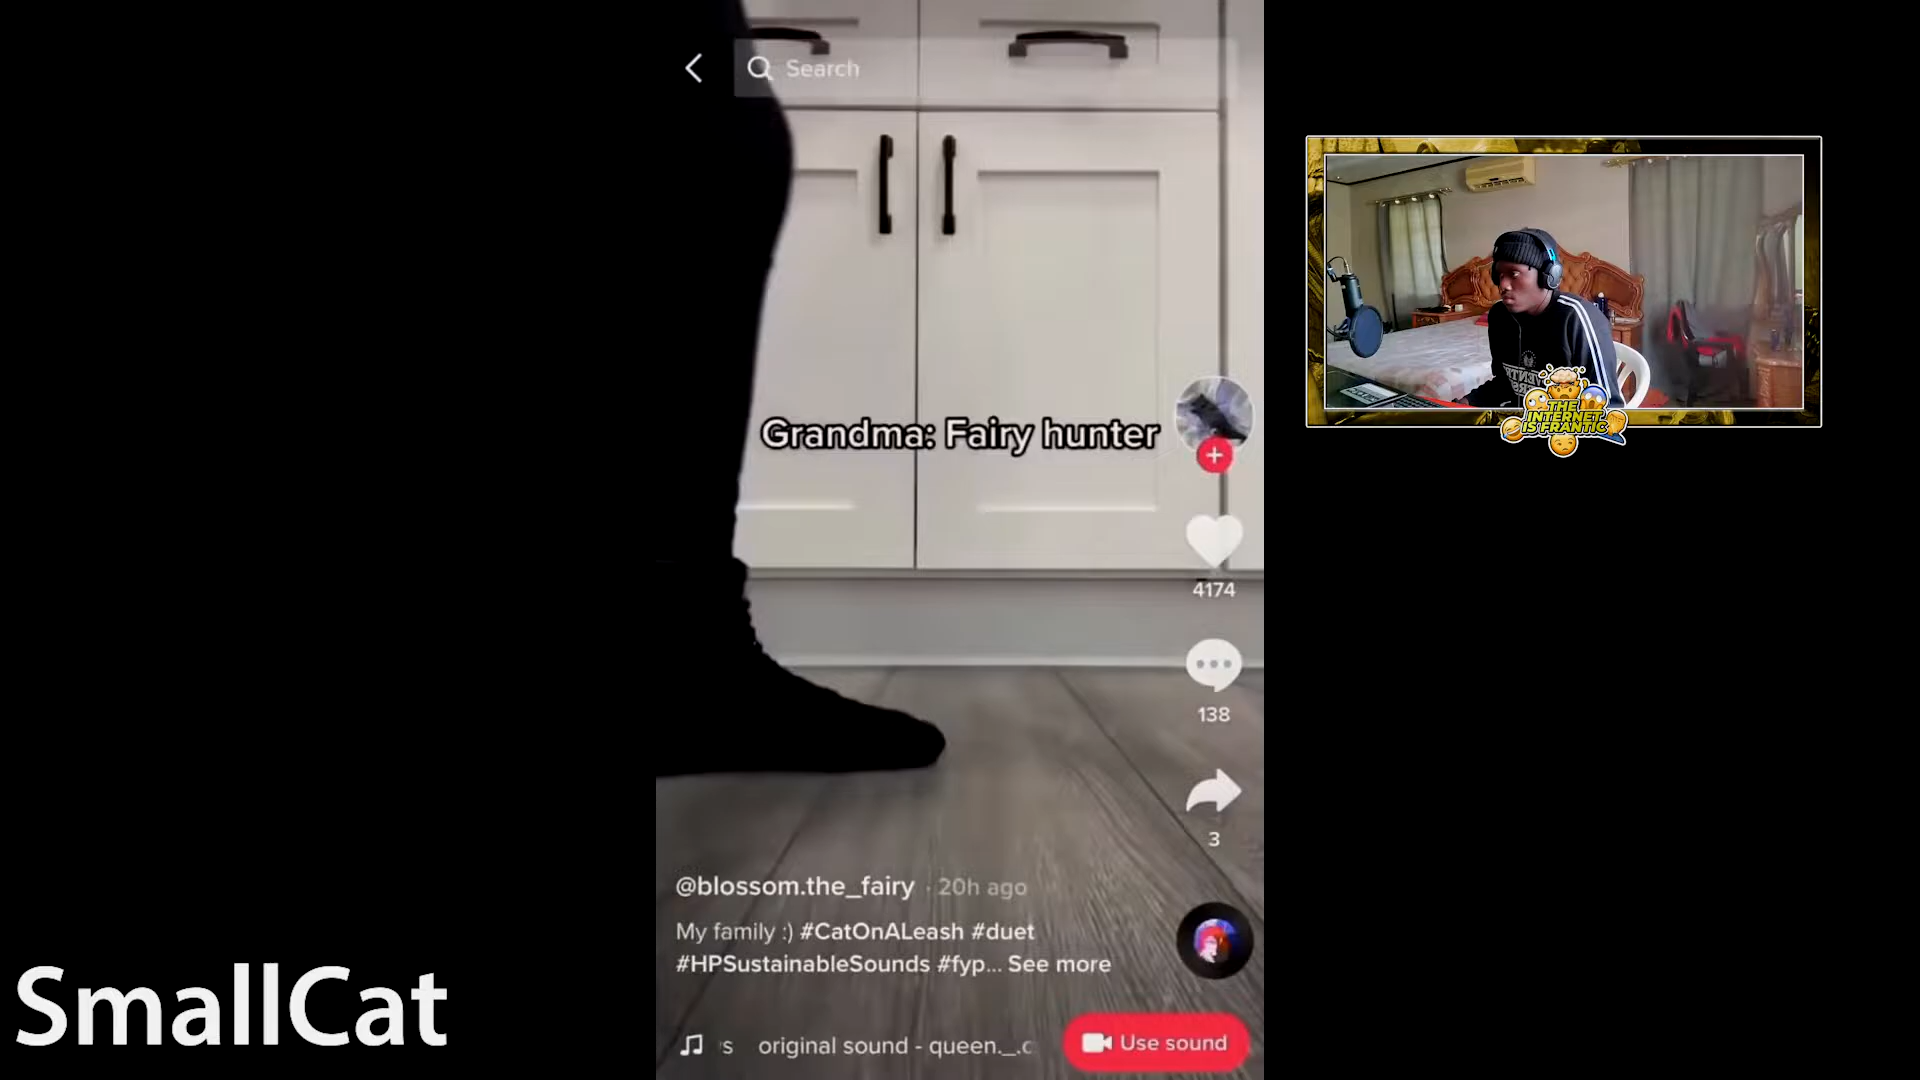 Search
Grandma: Fairy hunter
4174
138
3
@blossom.the_fairy · 20h ago
My family :) #CatOnALeash #duet
#HPSustainableSounds #fyp... See more
original sound - queen._.c
Use sound
SmallCat
THE
INTERNET
IS FRANTIC